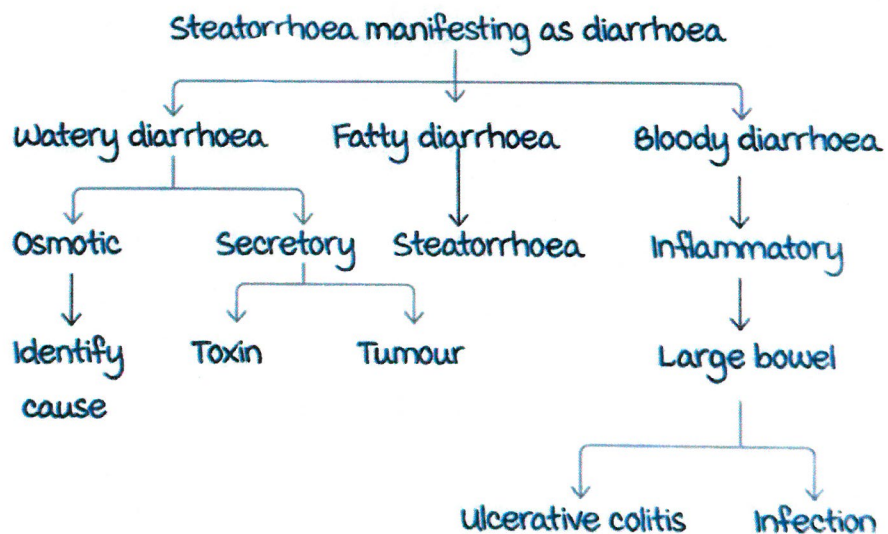 Steatorrhoea manifesting as diarrhoea
Watery diarrhoea Fatty diarrhoea Bloody diarrhoea
Osmotic Secretory Steatorrhoea Inflammatory
Identify Toxin Tumour Large bowel
cause
Ulcerative colitis Infection